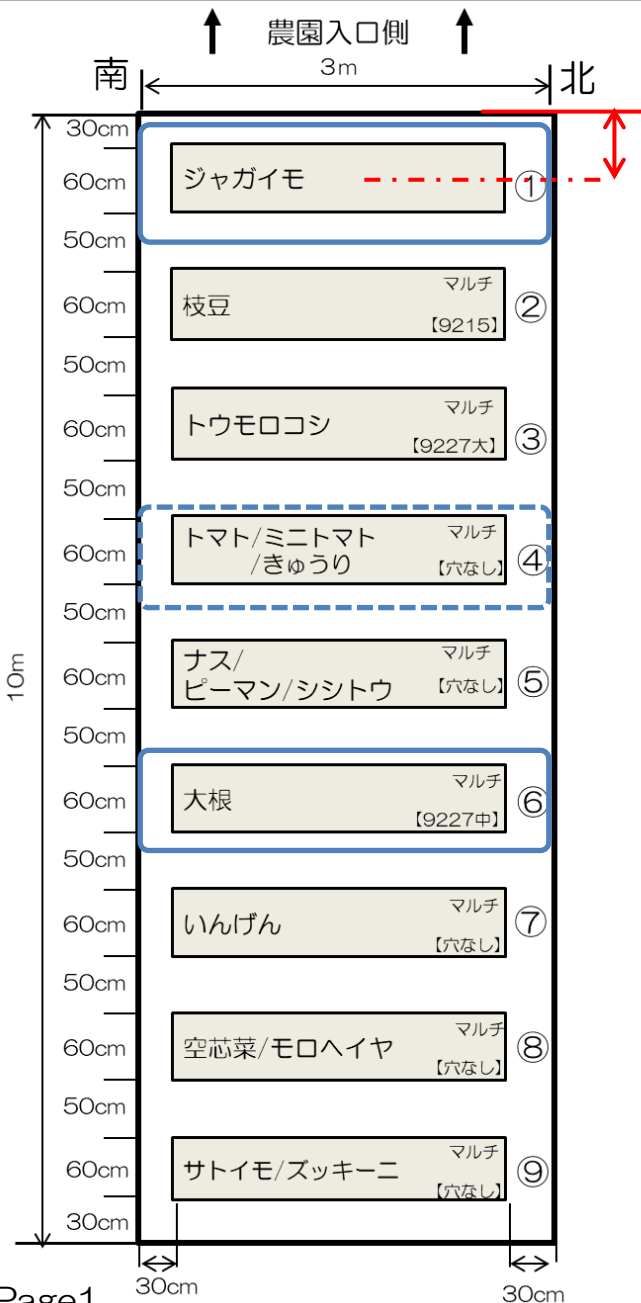 農園入口側
3m
南
北
30cm
60cm
ジャガイモ
①
50cm
60cm
枝豆
マルチ
【9215】
②
50cm
60cm
トウモロコシ
マルチ
【9227大】
③
50cm
60cm
トマト/ミニトマト
/きゅうり
マルチ
【穴なし】
④
50cm
60cm
ナス/
ピーマン/シシトウ
マルチ
【穴なし】
⑤
50cm
60cm
大根
マルチ
【9227中】
⑥
50cm
60cm
いんげん
マルチ
【穴なし】
⑦
50cm
60cm
空芯菜/モロヘイヤ
マルチ
【穴なし】
⑧
50cm
60cm
サトイモ/ズッキーニ
マルチ
【穴なし】
⑨
30cm
10m
30cm
30cm
Page1